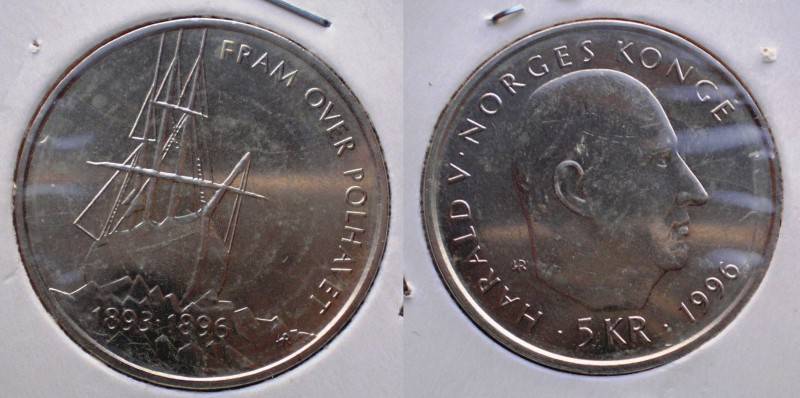 FRAM OVER POLHAVET
1893-1896
HARALD V · NORGES KONGE
· 5 KR · 1996